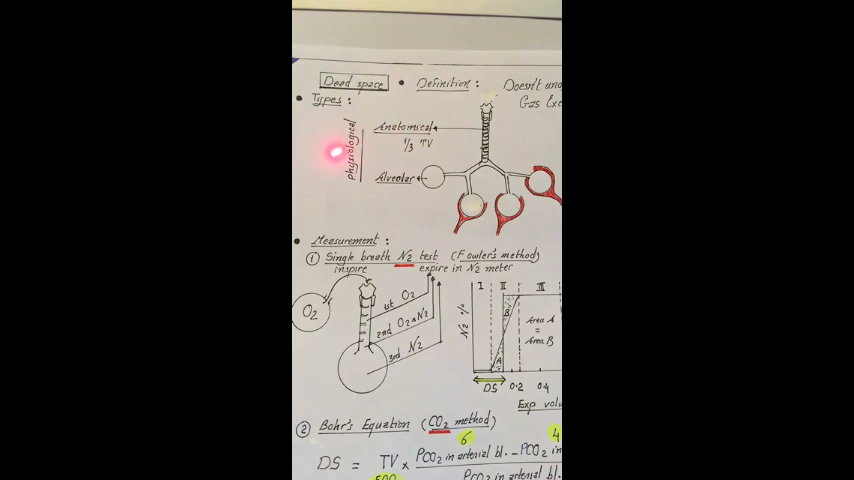 Dead space • Definition : Doesn't
Gas
• Types :
physiological
Anatomical
1/3 TV
Alveolar
• Measurement :
① Single breath N2 test (Fowler's method)
inspire expire in N2 meter
O2
1st O2
2nd O2 & N2
3rd N2
N2 %
I II III
B
A
Area A
=
Area B
DS 0.2 0.4
Exp
② Bohr's Equation (CO2 method)
6 4
DS = TV x PCO2 in arterial bl. - PCO2 in
500 PCO2 in arterial bl.